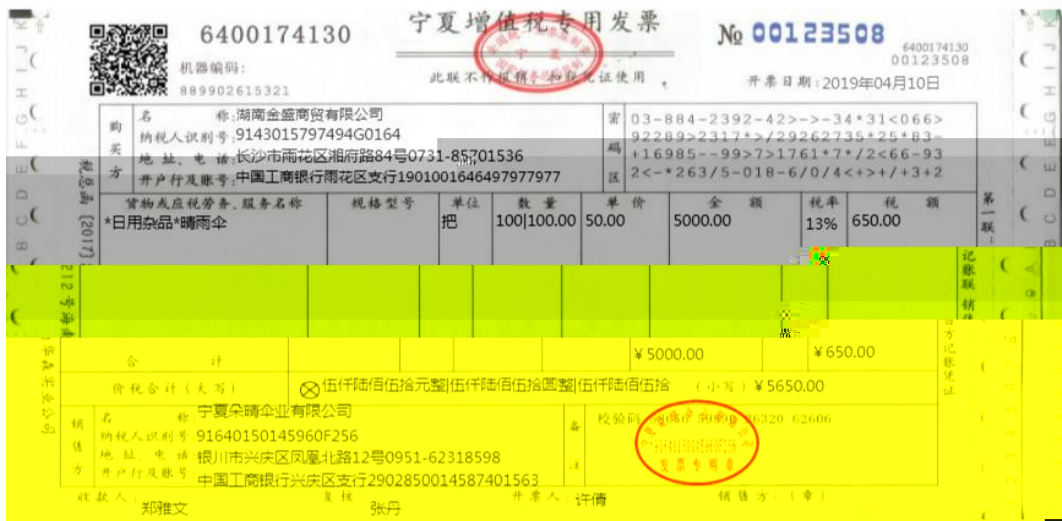 宁夏增值税专用发票
6400174130
№ 00123508
6400174130
00123508
机器编码:
889902615321
此联不作报销、扣税凭证使用
开票日期:2019年04月10日
购买方
名 称:湖南金盛商贸有限公司
纳税人识别号:9143015797494G0164
地址、电话:长沙市雨花区湘府路84号0731-85701536
开户行及账号:中国工商银行雨花区支行1901001646497977977
密码区
03-884-2392-42>->-34*31<066>
92289>2317*>/29262735*25*83-
+16985--99>7>1761*7*/2<66-93
2<-*263/5-018-6/0/4<+>+/+3+2
货物或应税劳务、服务名称 规格型号 单位 数量 单价 金额 税率 税额
*日用杂品*晴雨伞 把 100|100.00 50.00 5000.00 13% 650.00
合计 ¥5000.00 ¥650.00
价税合计(大写) 伍仟陆佰伍拾元整|伍仟陆佰伍拾圆整|伍仟陆佰伍拾 (小写)¥5650.00
销售方
名 称:宁夏朵晴伞业有限公司
纳税人识别号:91640150145960F256
地址、电话:银川市兴庆区凤凰北路12号0951-62318598
开户行及账号:中国工商银行兴庆区支行2902850014587401563
备注
校验码 62606
发票专用章
收款人:郑雅文 复核 张丹 开票人:许倩 销售方:(章)
税总函〔2017〕
第一联:
记账联 销售方记账凭证